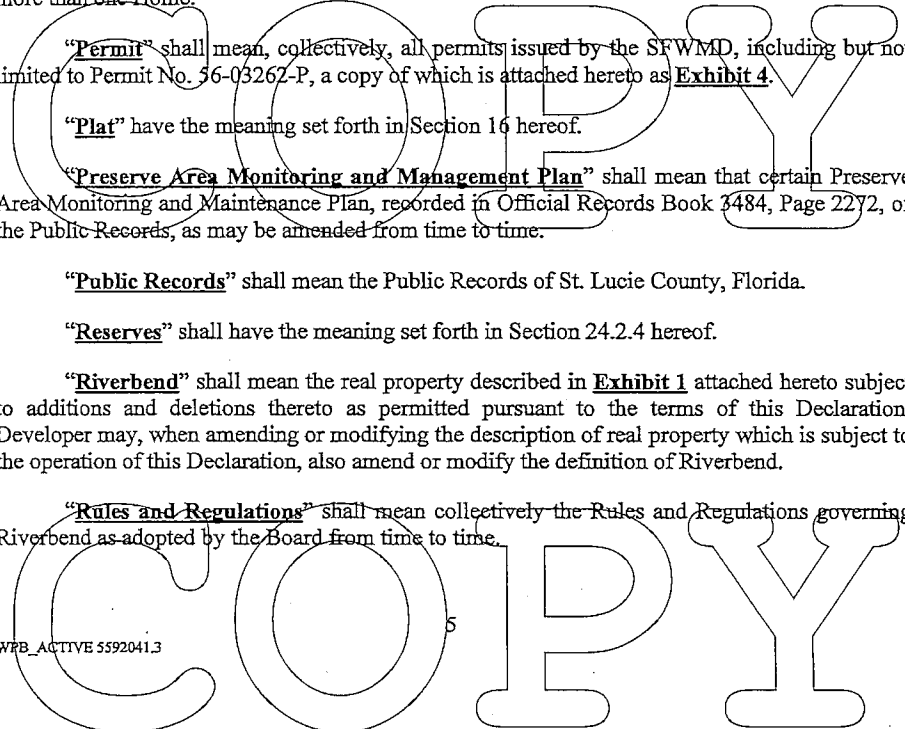 more than one Home.
“Permit” shall mean, collectively, all permits issued by the SFWMD, including but not
limited to Permit No. 56-03262-P, a copy of which is attached hereto as Exhibit 4.
“Plat” have the meaning set forth in Section 16 hereof.
“Preserve Area Monitoring and Management Plan” shall mean that certain Preserve
Area Monitoring and Maintenance Plan, recorded in Official Records Book 3484, Page 2272, of
the Public Records, as may be amended from time to time.
“Public Records” shall mean the Public Records of St. Lucie County, Florida.
“Reserves” shall have the meaning set forth in Section 24.2.4 hereof.
“Riverbend” shall mean the real property described in Exhibit 1 attached hereto subject
to additions and deletions thereto as permitted pursuant to the terms of this Declaration
Developer may, when amending or modifying the description of real property which is subject to
the operation of this Declaration, also amend or modify the definition of Riverbend.
“Rules and Regulations” shall mean collectively the Rules and Regulations governing
Riverbend as adopted by the Board from time to time.
5
WPB_ACTIVE 5592041.3
COPY
COPY